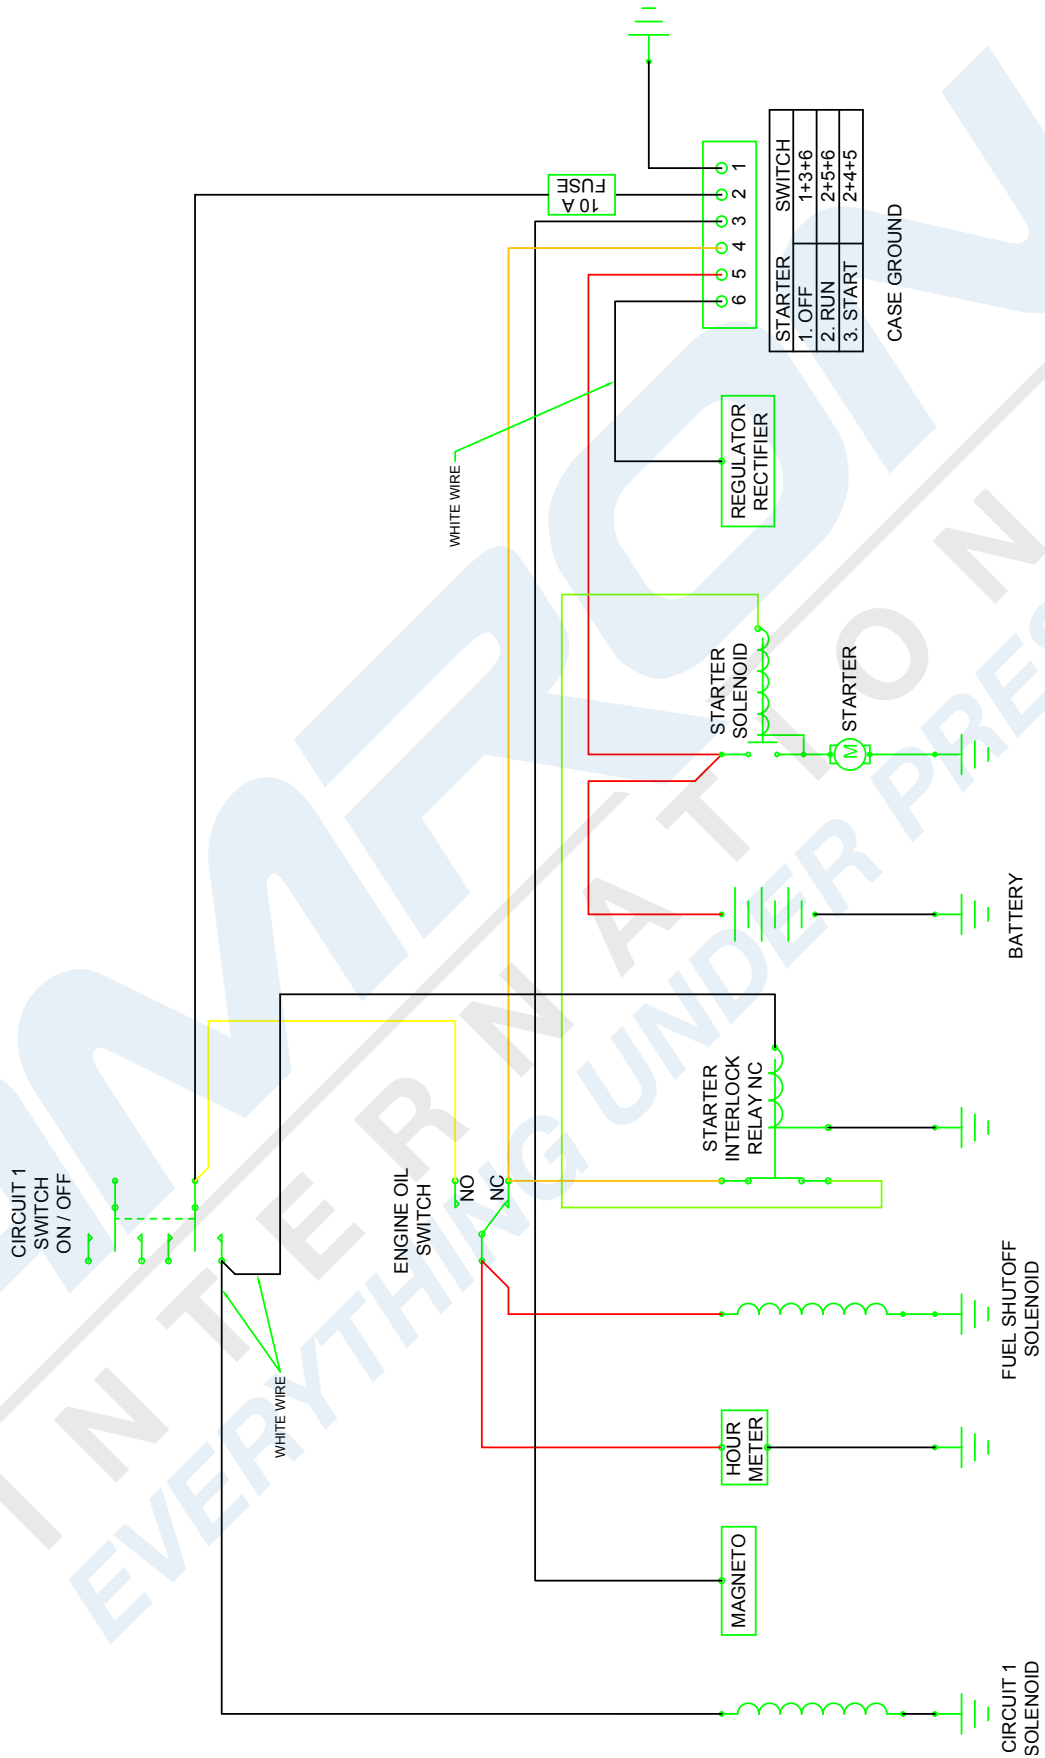 CIRCUIT 1
SWITCH
ON / OFF
10 A
FUSE
1
2
3
4
5
6
STARTER SWITCH
1. OFF 1+3+6
2. RUN 2+5+6
3. START 2+4+5
CASE GROUND
WHITE WIRE
REGULATOR
RECTIFIER
STARTER
SOLENOID
STARTER
M
BATTERY
STARTER
INTERLOCK
RELAY NC
ENGINE OIL
SWITCH
NO
NC
WHITE WIRE
FUEL SHUTOFF
SOLENOID
HOUR
METER
MAGNETO
CIRCUIT 1
SOLENOID
INTERNATION
EVERYTHING UNDER PRES